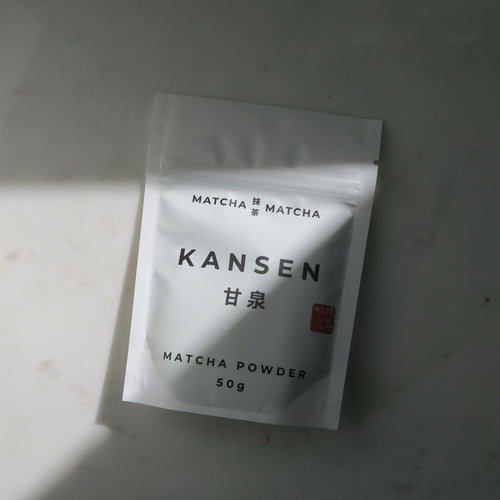 MATCHA 抹茶 MATCHA
KANSEN
甘泉
MATCHA POWDER
50g